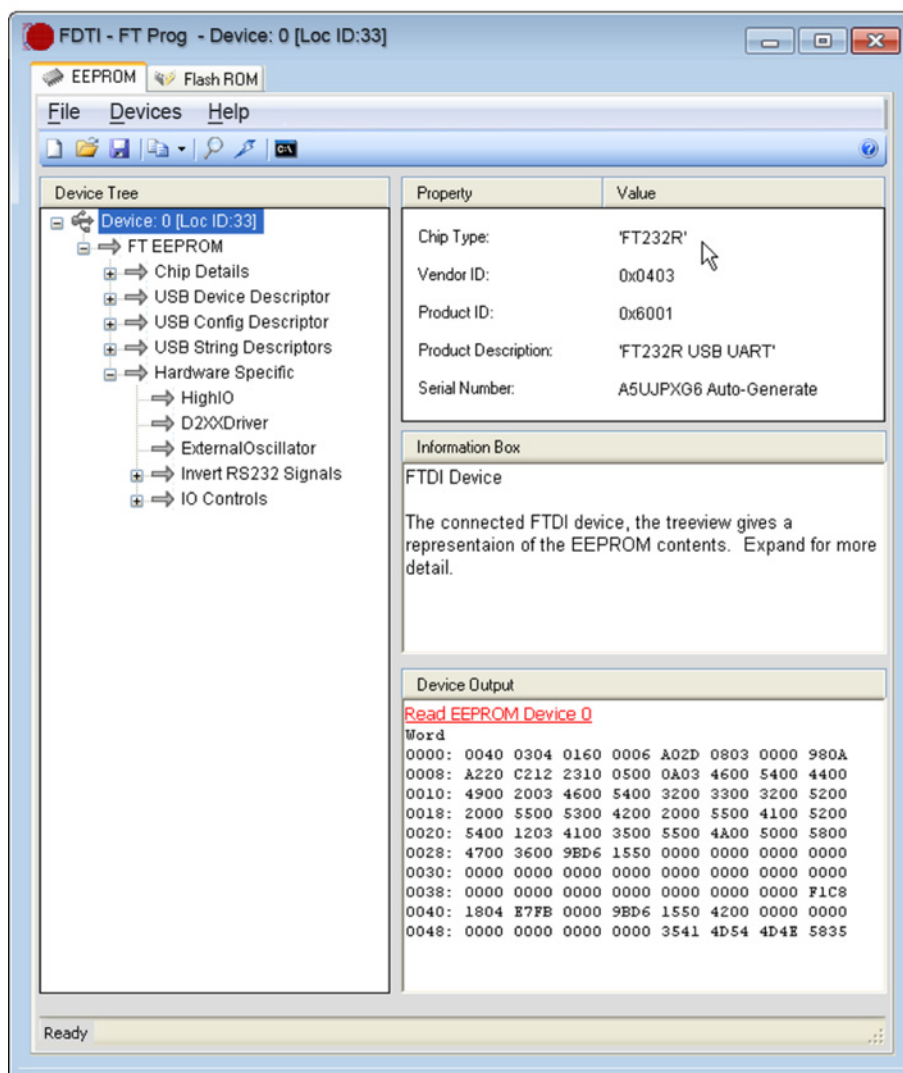 FDTI - FT Prog - Device: 0 [Loc ID:33]
EEPROM Flash ROM
File Devices Help
C:\
Device Tree
Device: 0 [Loc ID:33]
FT EEPROM
Chip Details
USB Device Descriptor
USB Config Descriptor
USB String Descriptors
Hardware Specific
HighIO
D2XXDriver
ExternalOscillator
Invert RS232 Signals
IO Controls
Property Value
Chip Type: 'FT232R'
Vendor ID: 0x0403
Product ID: 0x6001
Product Description: 'FT232R USB UART'
Serial Number: A5UJPXG6 Auto-Generate
Information Box
FTDI Device
The connected FTDI device, the treeview gives a
representaion of the EEPROM contents. Expand for more
detail.
Device Output
Read EEPROM Device 0
Word
0000: 0040 0304 0160 0006 A02D 0803 0000 980A
0008: A220 C212 2310 0500 0A03 4600 5400 4400
0010: 4900 2003 4600 5400 3200 3300 3200 5200
0018: 2000 5500 5300 4200 2000 5500 4100 5200
0020: 5400 1203 4100 3500 5500 4A00 5000 5800
0028: 4700 3600 9BD6 1550 0000 0000 0000 0000
0030: 0000 0000 0000 0000 0000 0000 0000 0000
0038: 0000 0000 0000 0000 0000 0000 0000 F1C8
0040: 1804 E7FB 0000 9BD6 1550 4200 0000 0000
0048: 0000 0000 0000 0000 3541 4D54 4D4E 5835
Ready